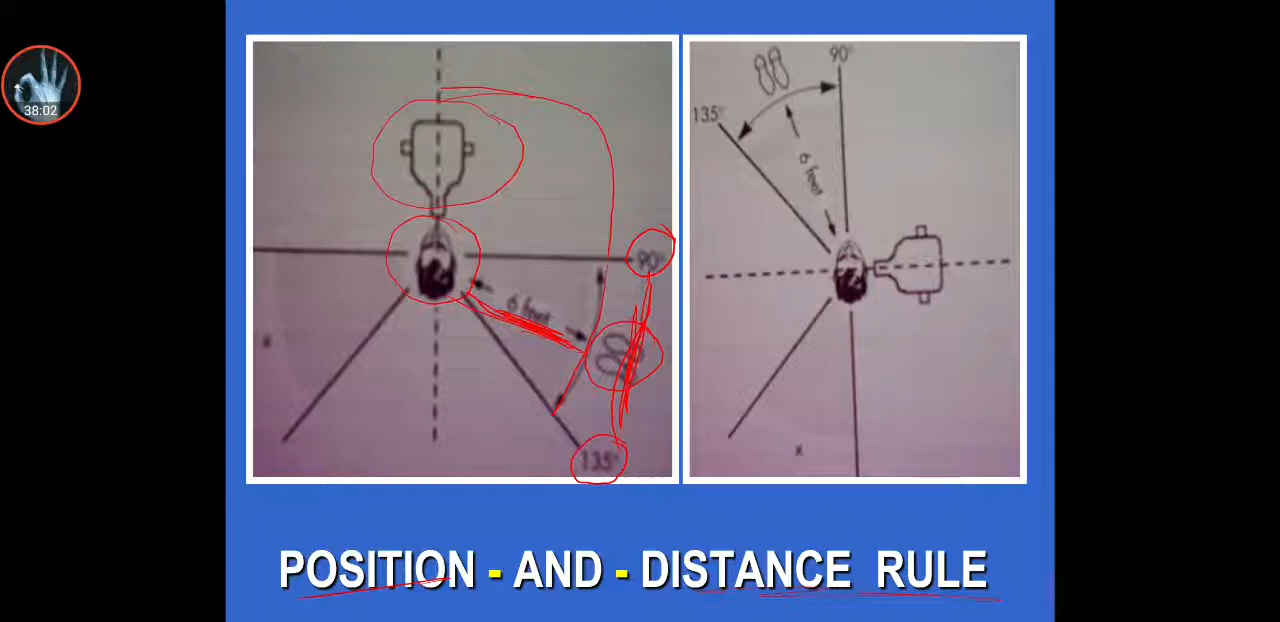 38:02
90°
6 feet
135°
x
90°
135°
6 feet
x
POSITION - AND - DISTANCE RULE